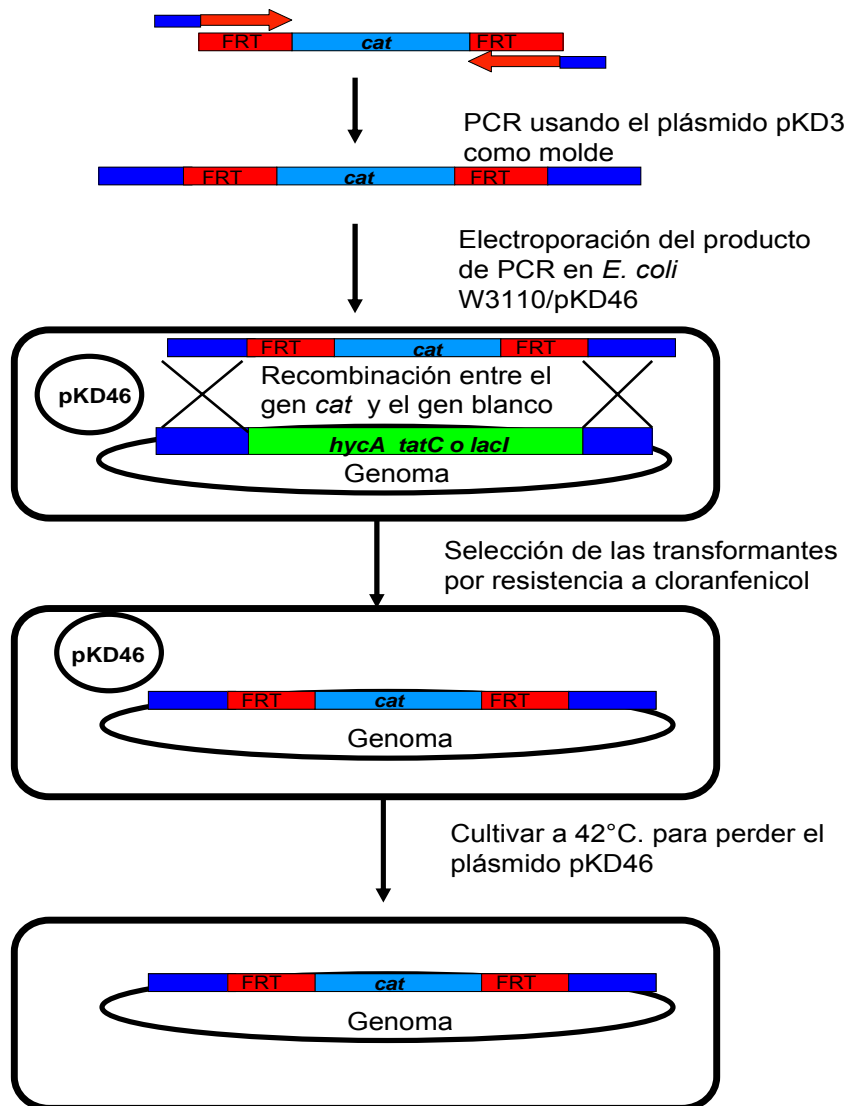 FRT cat FRT
PCR usando el plásmido pKD3
como molde
FRT cat FRT
Electroporación del producto
de PCR en E. coli
W3110/pKD46
FRT cat FRT
pKD46
Recombinación entre el
gen cat y el gen blanco
hycA tatC o lacI
Genoma
Selección de las transformantes
por resistencia a cloranfenicol
pKD46
FRT cat FRT
Genoma
Cultivar a 42°C. para perder el
plásmido pKD46
FRT cat FRT
Genoma